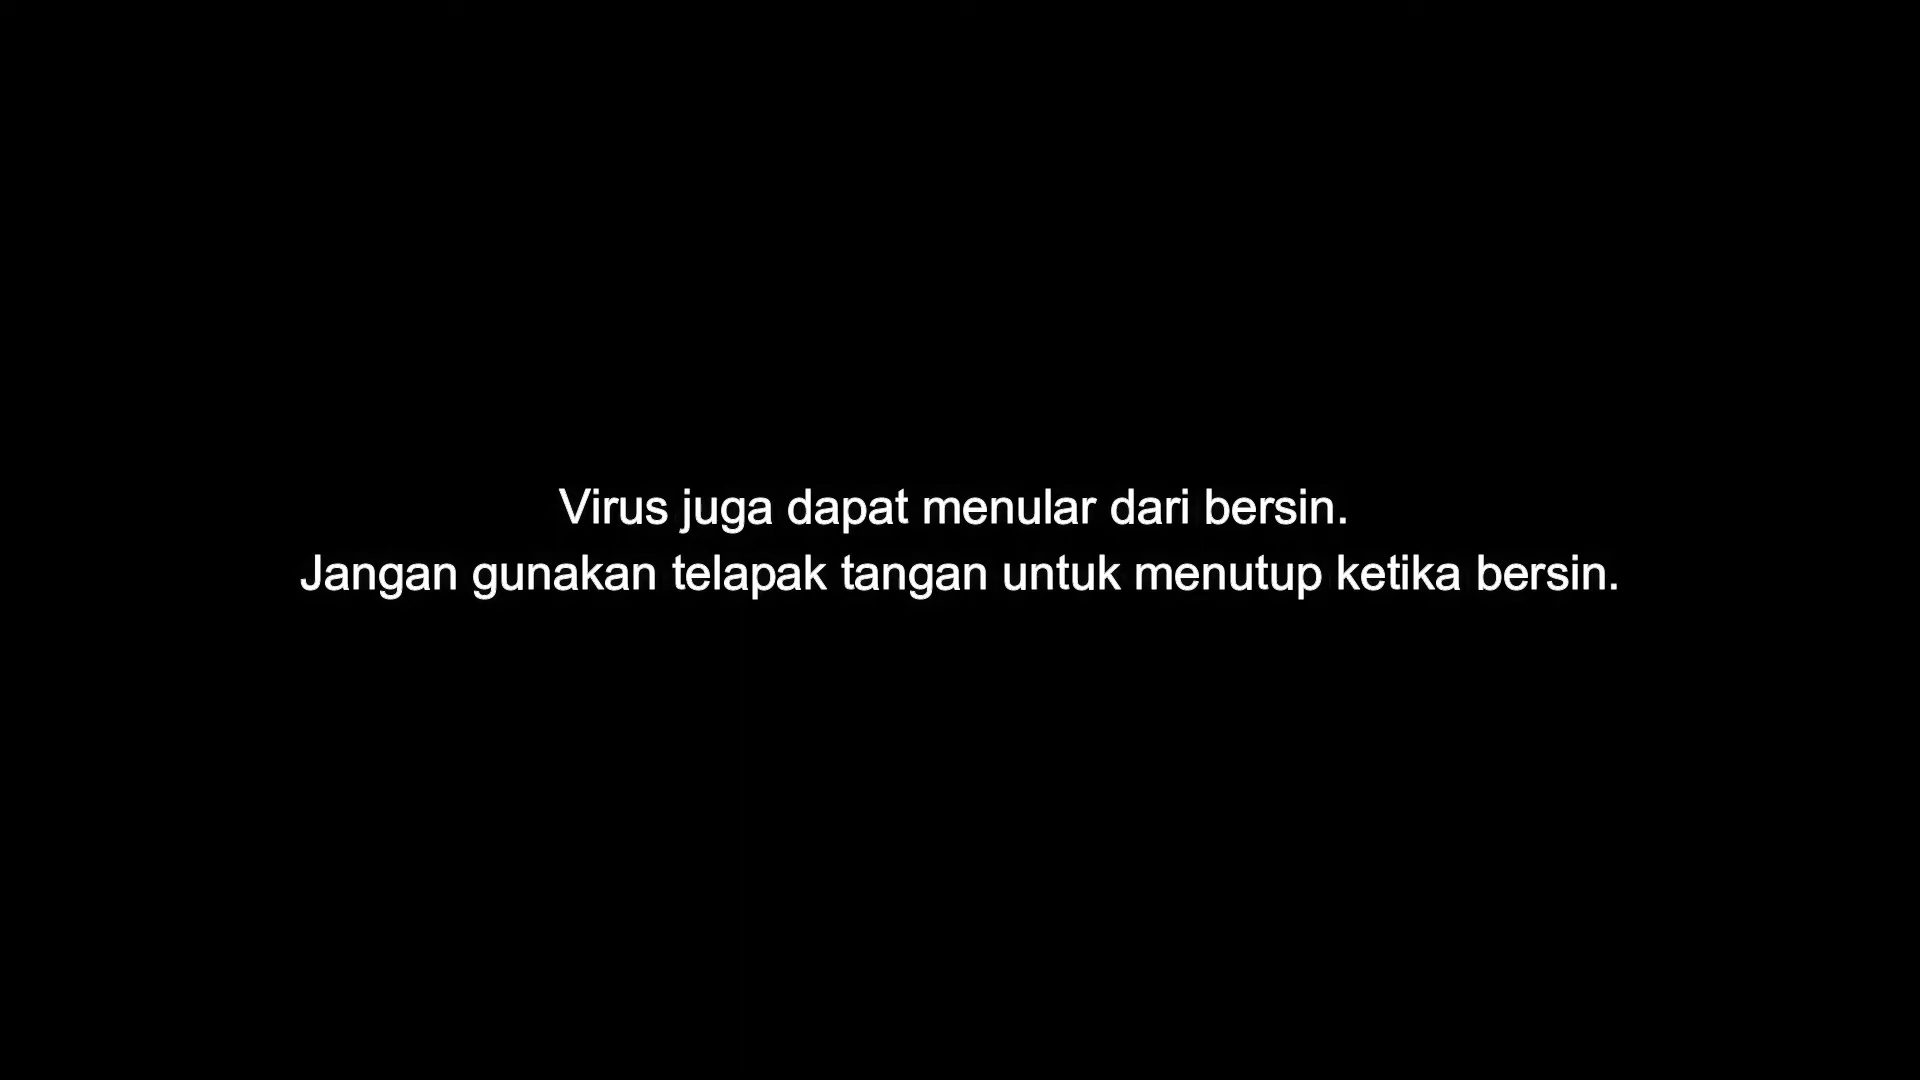 Virus juga dapat menular dari bersin.
Jangan gunakan telapak tangan untuk menutup ketika bersin.